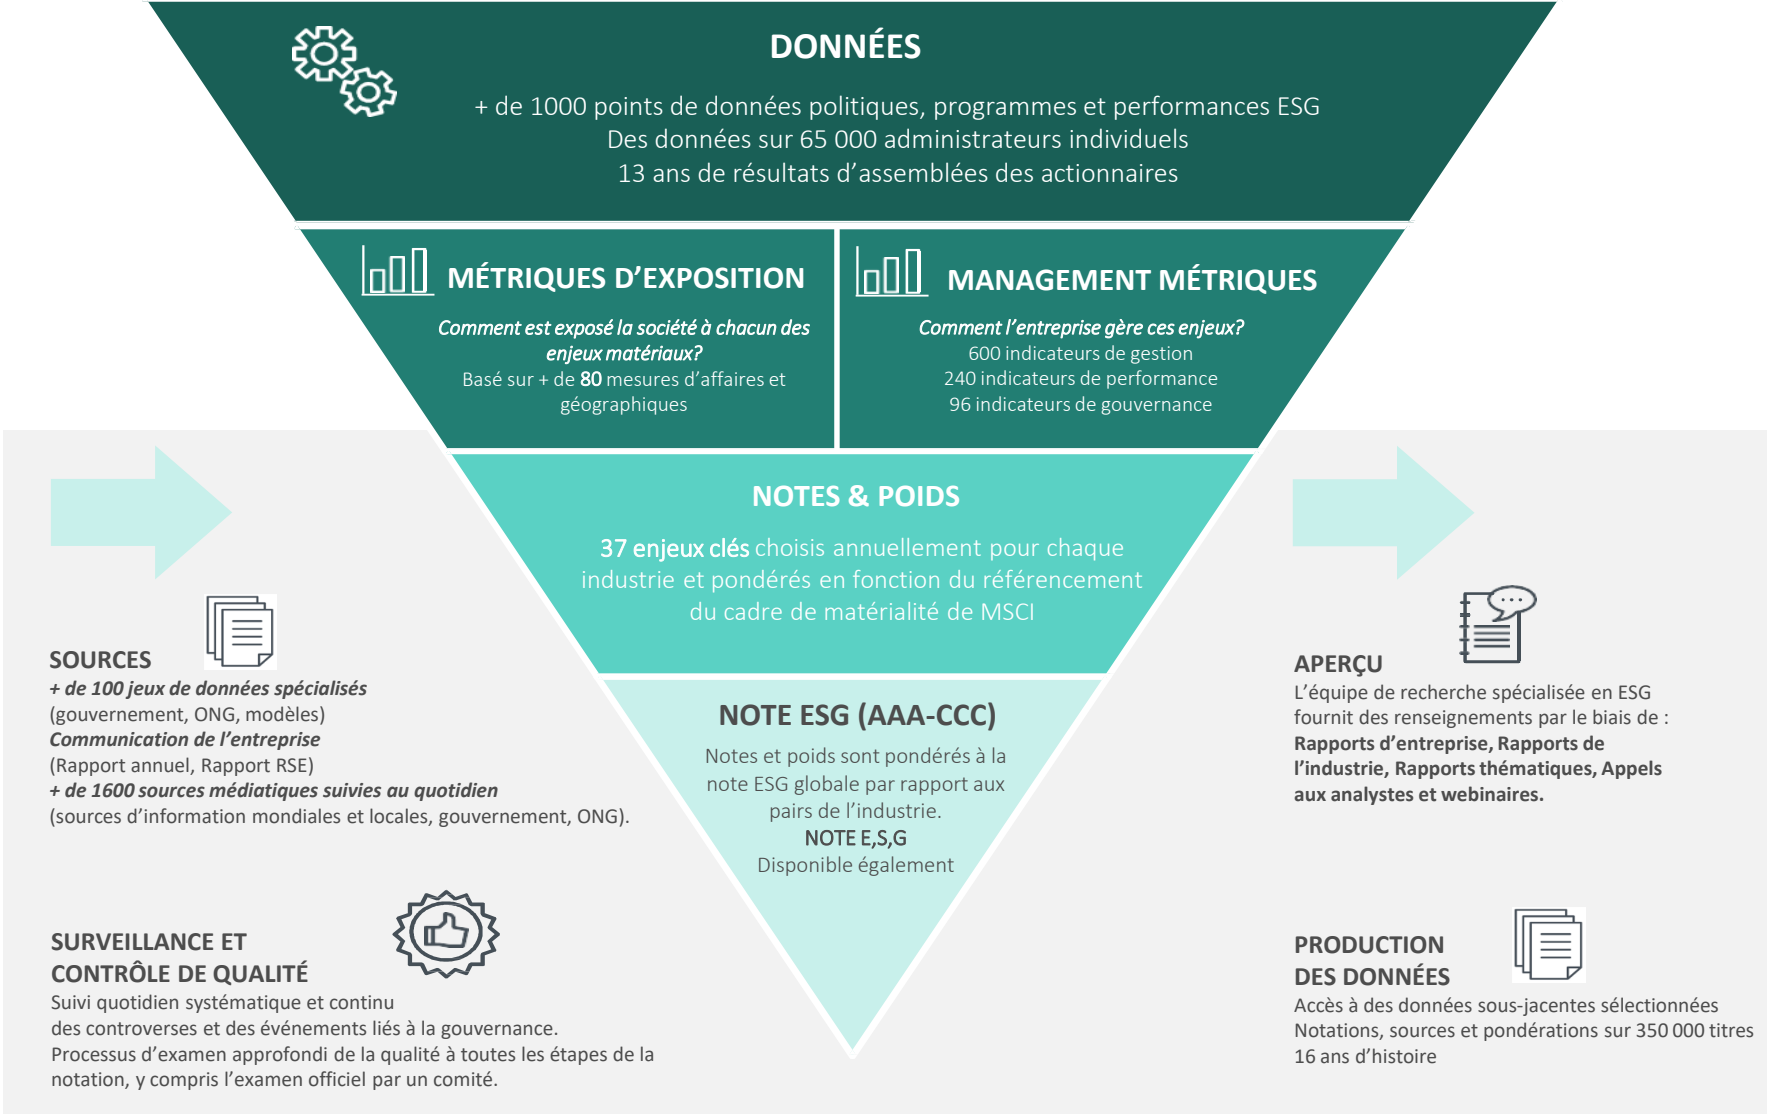 DONNÉES
+ de 1000 points de données politiques, programmes et performances ESG
Des données sur 65 000 administrateurs individuels
13 ans de résultats d'assemblées des actionnaires
MÉTRIQUES D'EXPOSITION
Comment est exposé la société à chacun des
enjeux matériaux?
Basé sur + de 80 mesures d'affaires et
géographiques
MANAGEMENT MÉTRIQUES
Comment l'entreprise gère ces enjeux?
600 indicateurs de gestion
240 indicateurs de performance
96 indicateurs de gouvernance
NOTES & POIDS
37 enjeux clés choisis annuellement pour chaque
industrie et pondérés en fonction du référencement
du cadre de matérialité de MSCI
NOTE ESG (AAA-CCC)
Notes et poids sont pondérés à la
note ESG globale par rapport aux
pairs de l'industrie.
NOTE E,S,G
Disponible également
SOURCES
+ de 100 jeux de données spécialisés
(gouvernement, ONG, modèles)
Communication de l'entreprise
(Rapport annuel, Rapport RSE)
+ de 1600 sources médiatiques suivies au quotidien
(sources d'information mondiales et locales, gouvernement, ONG).
SURVEILLANCE ET
CONTRÔLE DE QUALITÉ
Suivi quotidien systématique et continu
des controverses et des événements liés à la gouvernance.
Processus d'examen approfondi de la qualité à toutes les étapes de la
notation, y compris l'examen officiel par un comité.
APERÇU
L'équipe de recherche spécialisée en ESG
fournit des renseignements par le biais de :
Rapports d'entreprise, Rapports de
l'industrie, Rapports thématiques, Appels
aux analystes et webinaires.
PRODUCTION
DES DONNÉES
Accès à des données sous-jacentes sélectionnées
Notations, sources et pondérations sur 350 000 titres
16 ans d'histoire